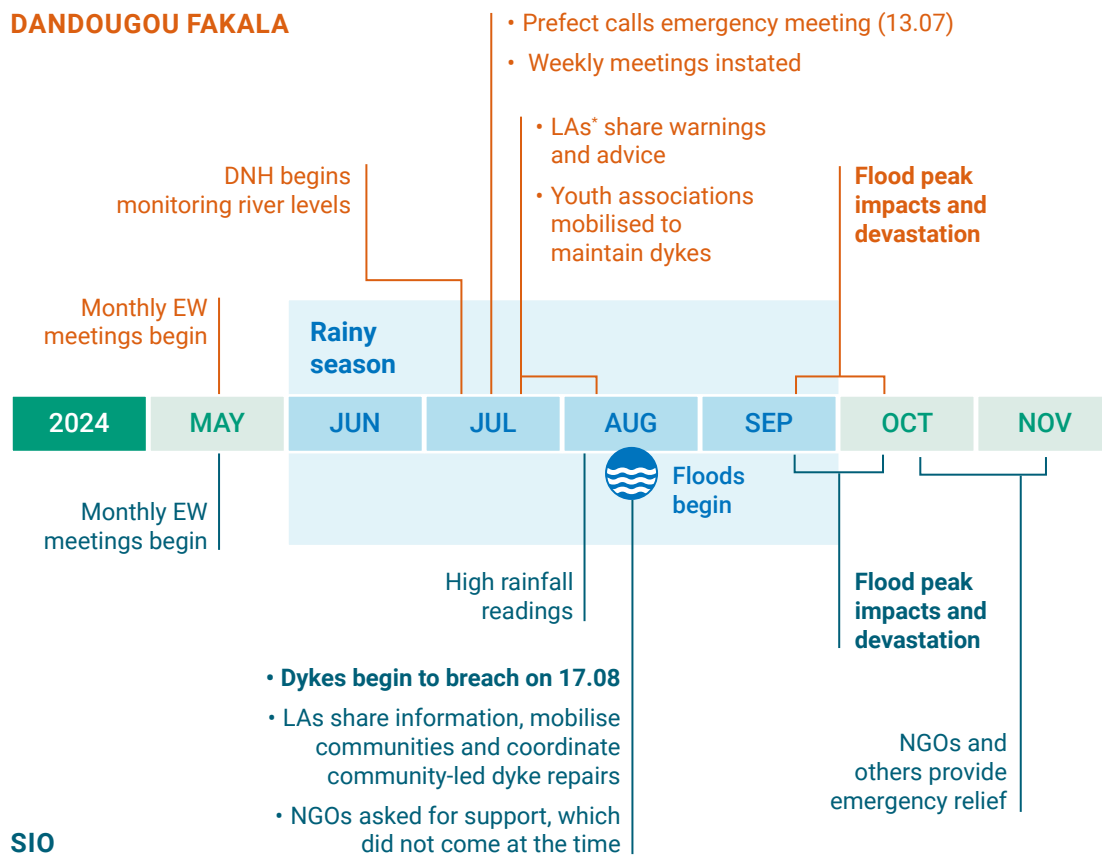 DANDOUGOU FAKALA
• Prefect calls emergency meeting (13.07)
• Weekly meetings instated
• LAs* share warnings
and advice
• Youth associations
mobilised to
maintain dykes
DNH begins
monitoring river levels
Flood peak
impacts and
devastation
Monthly EW
meetings begin
Rainy
season
2024
MAY
JUN
JUL
AUG
SEP
OCT
NOV
Monthly EW
meetings begin
Floods
begin
High rainfall
readings
Flood peak
impacts and
devastation
• Dykes begin to breach on 17.08
• LAs share information, mobilise
communities and coordinate
community-led dyke repairs
• NGOs asked for support, which
did not come at the time
NGOs and
others provide
emergency relief
SIO